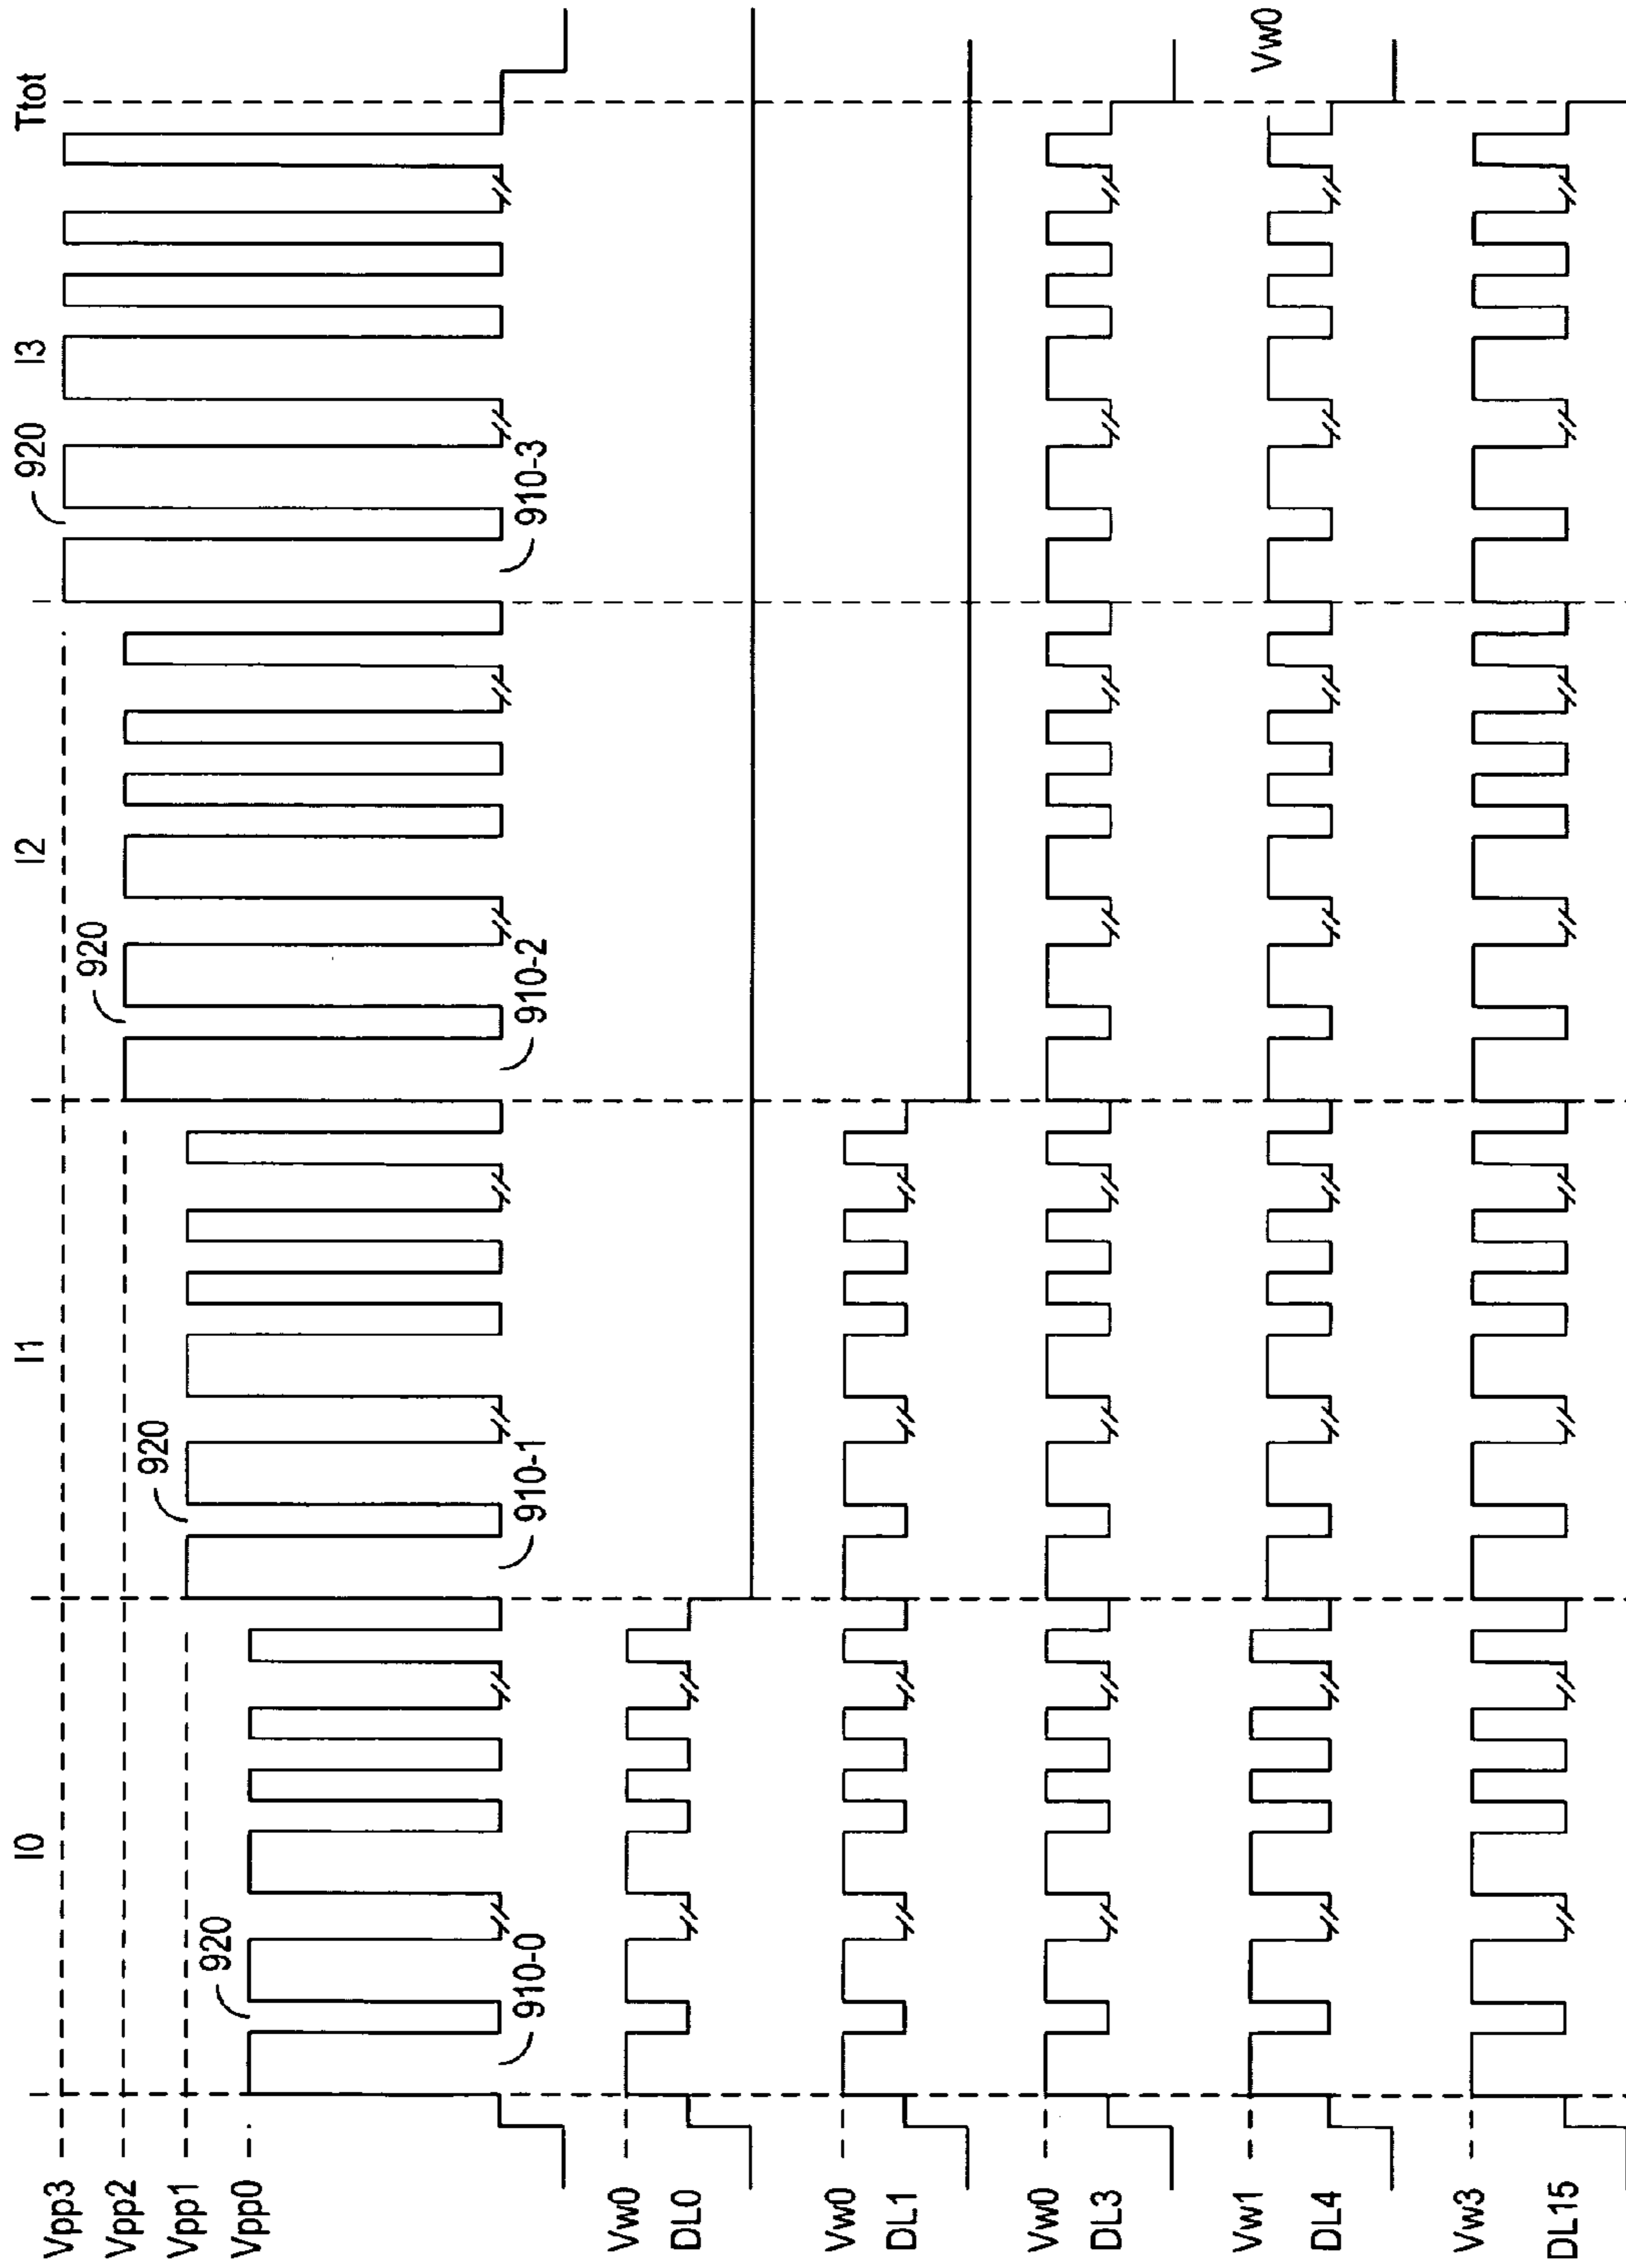 I0 I1 I2 I3 Ttot
Vpp3
Vpp2
Vpp1
Vpp0
920 920 920 920
910-0 910-1 910-2 910-3
Vw0
DL0
Vw0
DL1
Vw0
DL3
Vw1 Vw0
DL4
Vw3
DL15